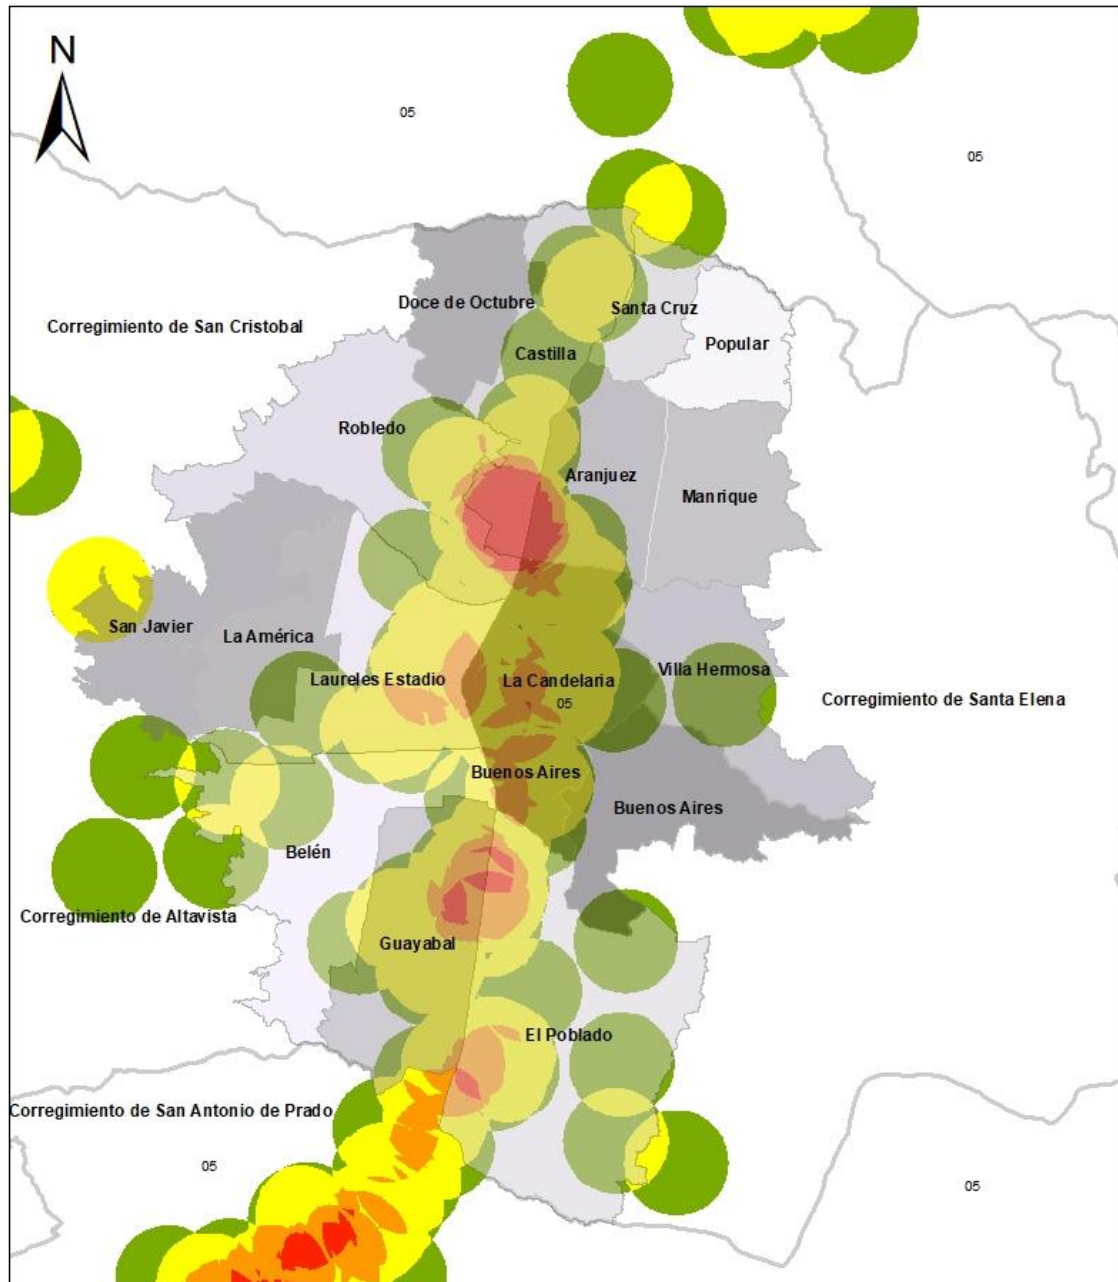 N
05
05
Doce de Octubre
Santa Cruz
Corregimiento de San Cristobal
Popular
Castilla
Robledo
Aranjuez
Manrique
San Javier
La América
Villa Hermosa
Laureles Estadio
La Candelaria
Corregimiento de Santa Elena
05
Buenos Aires
Buenos Aires
Belén
Corregimiento de Altavista
Guayabal
El Poblado
Corregimiento de San Antonio de Prado
05
05